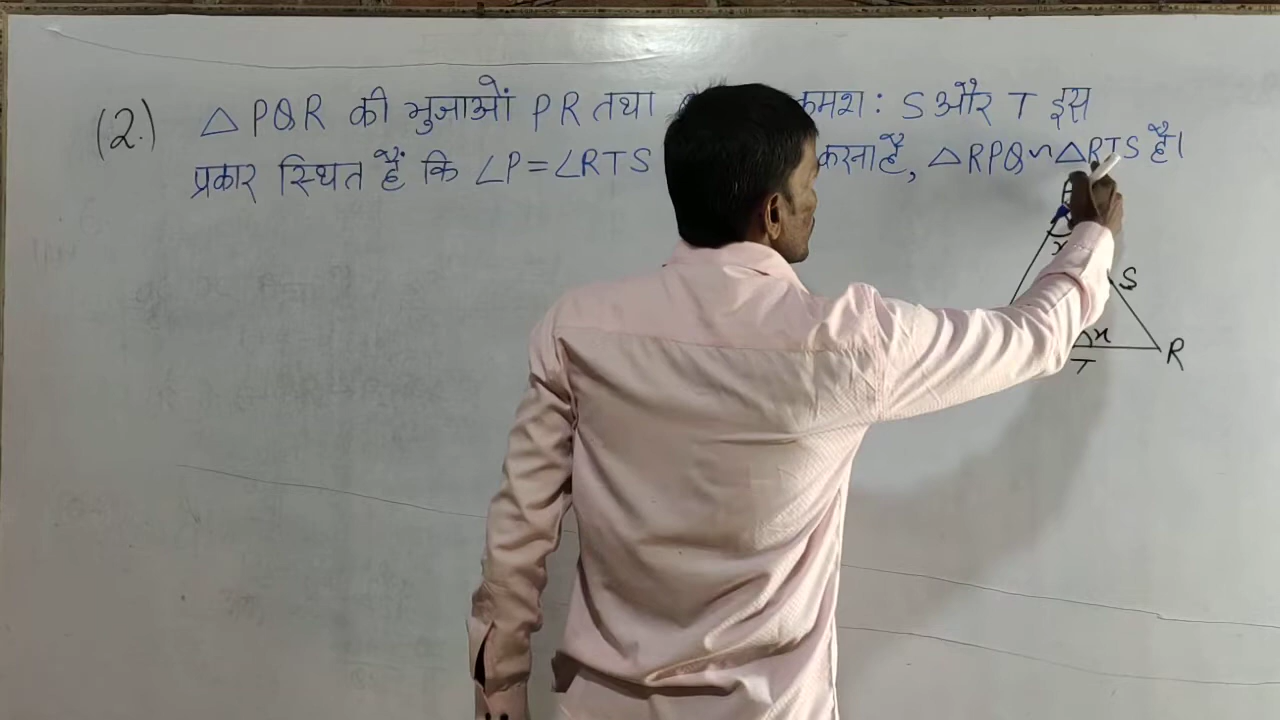 (2.) △PQR की भुजाओं PR तथा क्रमश: S और T इस
प्रकार स्थित हैं कि ∠P=∠RTS करना है, △RPQ∽△RTS है।
x
S
x
T
R